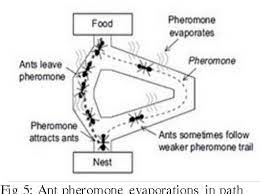 Food
Pheromone
evaporates
Ants leave
pheromone
Pheromone
Pheromone
attracts ants
Ants sometimes follow
weaker pheromone trail
Nest
Fig 5: Ant pheromone evaporations in path